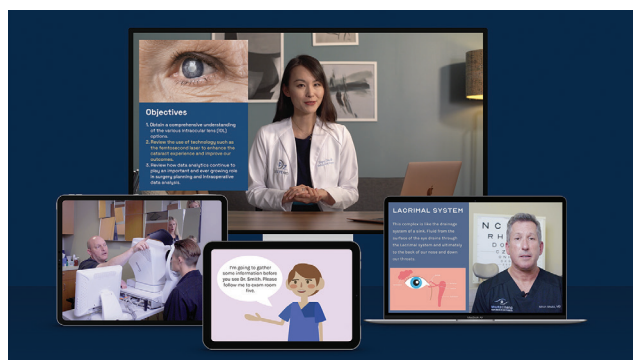 Objectives
1. Obtain a comprehensive understanding
of the various intraocular lens (IOL)
options.
2. Review the use of technology such as
the femtosecond laser to enhance the
cataract experience and improve our
outcomes.
3. Review how data analytics continue to
play an important and ever growing role
in surgery planning and intraoperative
data analysis.
I'm going to gather
some information before
you see Dr. Smith. Please
follow me to exam room
five.
LACRIMAL SYSTEM
This complex is like the drainage
system of a sink. Fluid from the
surface of the eye drains through
the lacrimal system and ultimately
to the back of our nose and down
our throats.
N C
R H
D O